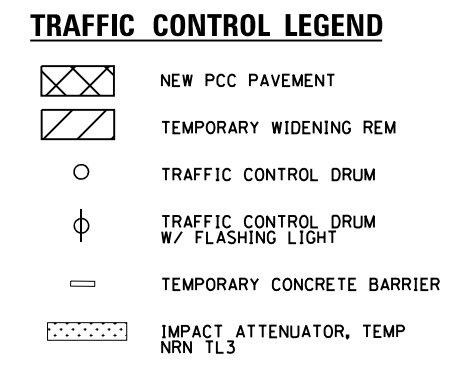 TRAFFIC CONTROL LEGEND
NEW PCC PAVEMENT
TEMPORARY WIDENING REM
TRAFFIC CONTROL DRUM
TRAFFIC CONTROL DRUM
W/ FLASHING LIGHT
TEMPORARY CONCRETE BARRIER
IMPACT ATTENUATOR, TEMP
NRN TL3